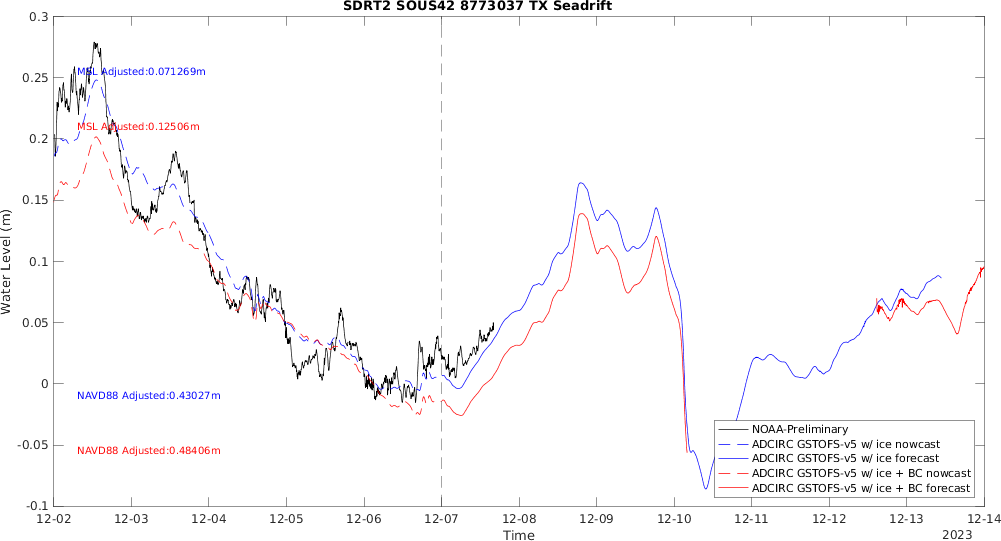 SDRT2 SOUS42 8773037 TX Seadrift
0.3
0.25
0.2
0.15
0.1
0.05
0
-0.05
-0.1
Water Level (m)
MSL Adjusted:0.071269m
MSL Adjusted:0.12506m
NAVD88 Adjusted:0.43027m
NAVD88 Adjusted:0.48406m
NOAA-Preliminary
ADCIRC GSTOFS-v5 w/ ice nowcast
ADCIRC GSTOFS-v5 w/ ice forecast
ADCIRC GSTOFS-v5 w/ ice + BC nowcast
ADCIRC GSTOFS-v5 w/ ice + BC forecast
12-02 12-03 12-04 12-05 12-06 12-07 12-08 12-09 12-10 12-11 12-12 12-13 12-14
Time
2023